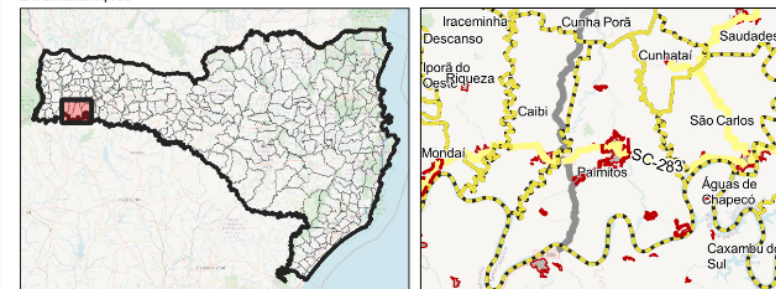 Iraceminha
Cunha Porã
Descanso
Saudades
Cunhataí
Iporã do
Oeste
Riqueza
Caibi
São Carlos
Mondaí
SC-283
Palmitos
Águas de
Chapecó
Caxambu do
Sul